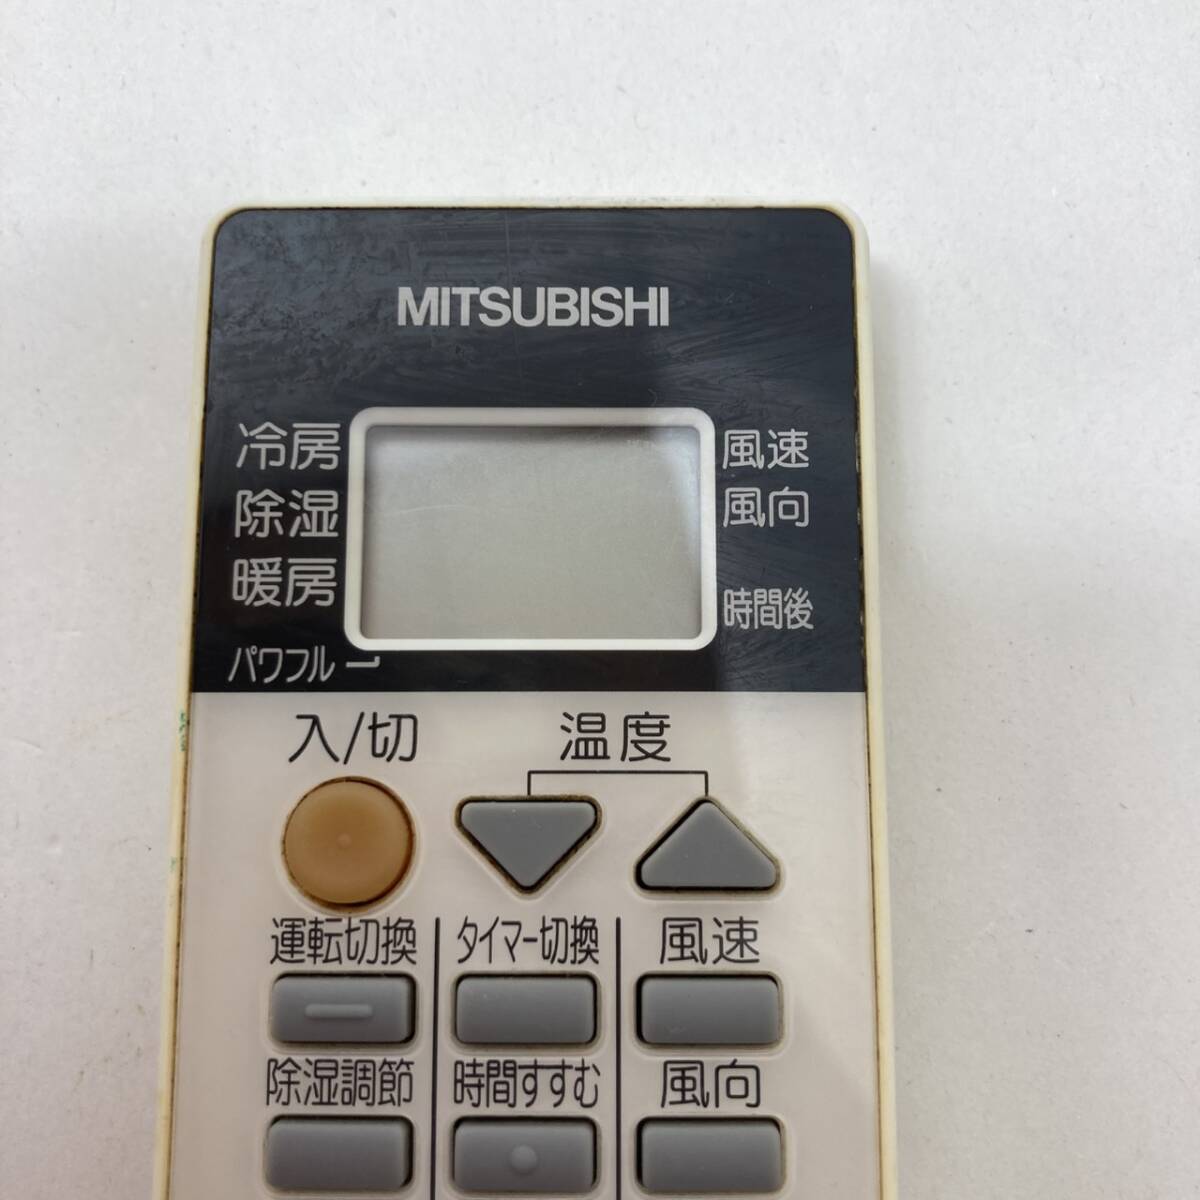 MITSUBISHI
冷房
除湿
暖房
パワフル
風速
風向
時間後
入/切
温度
運転切換
タイマー切換
風速
除湿調節
時間すすむ
風向